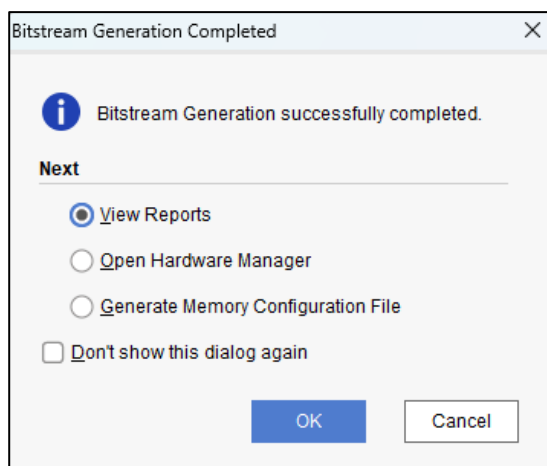 Bitstream Generation Completed
Bitstream Generation successfully completed.
Next
View Reports
Open Hardware Manager
Generate Memory Configuration File
Don't show this dialog again
OK
Cancel